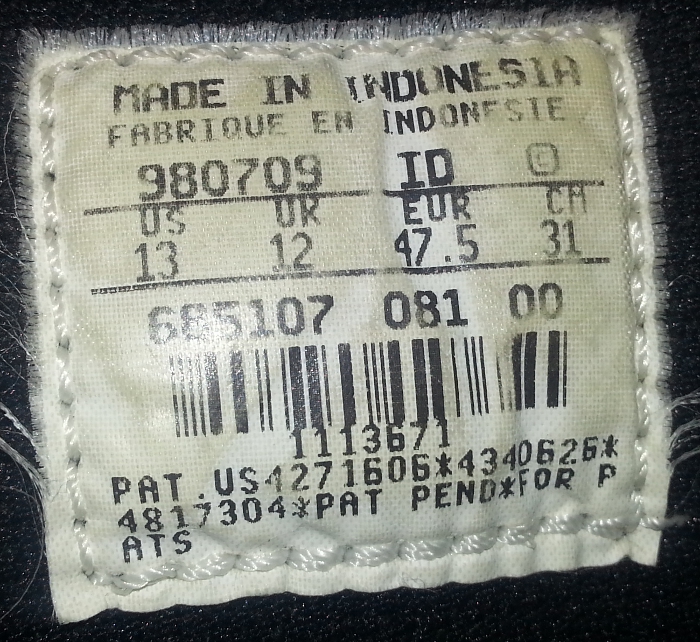 MADE IN INDONESIA
FABRIQUE EN INDONESIE
980709 ID ©
US UK EUR CM
13 12 47.5 31
685107 081 00
1113671
PAT.US4271606*4340626*
4817304*PAT PEND*FOR P
ATS